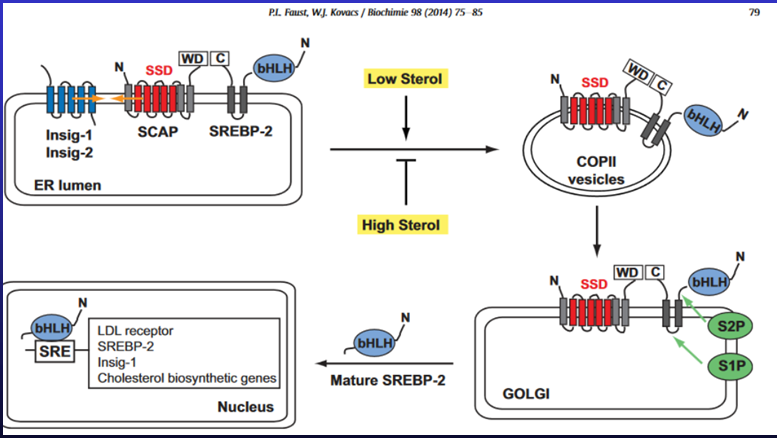 P.L. Faust, W.J. Kovacs / Biochimie 98 (2014) 75–85
79
N
SSD
WD
C
bHLH
N
Insig-1
Insig-2
SCAP
SREBP-2
ER lumen
Low Sterol
High Sterol
N
SSD
WD
C
bHLH
N
COPII
vesicles
N
SSD
WD
C
bHLH
N
S2P
S1P
GOLGI
N
bHLH
Mature SREBP-2
N
bHLH
SRE
LDL receptor
SREBP-2
Insig-1
Cholesterol biosynthetic genes
Nucleus